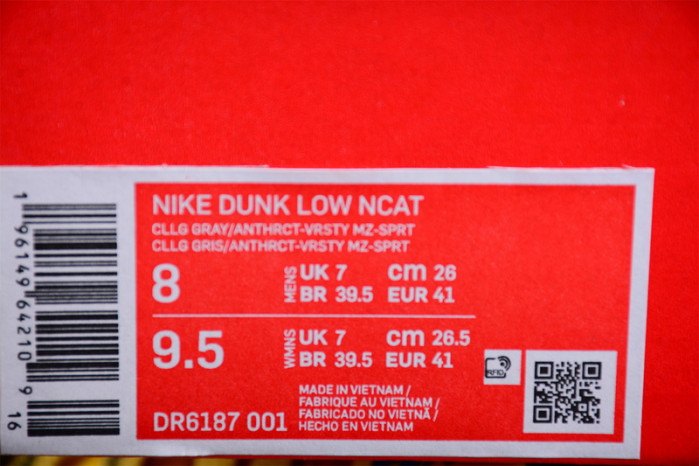 NIKE DUNK LOW NCAT
CLLG GRAY/ANTHRCT-VRSTY MZ-SPRT
CLLG GRIS/ANTHRCT-VRSTY MZ-SPRT
8 MENS UK 7 cm 26
BR 39.5 EUR 41
9.5 WMNS UK 7 cm 26.5
BR 39.5 EUR 41
MADE IN VIETNAM /
FABRIQUE AU VIETNAM /
FABRICADO NO VIETNÃ /
HECHO EN VIETNAM
DR6187 001
RFID
1 96149 64210 9 16